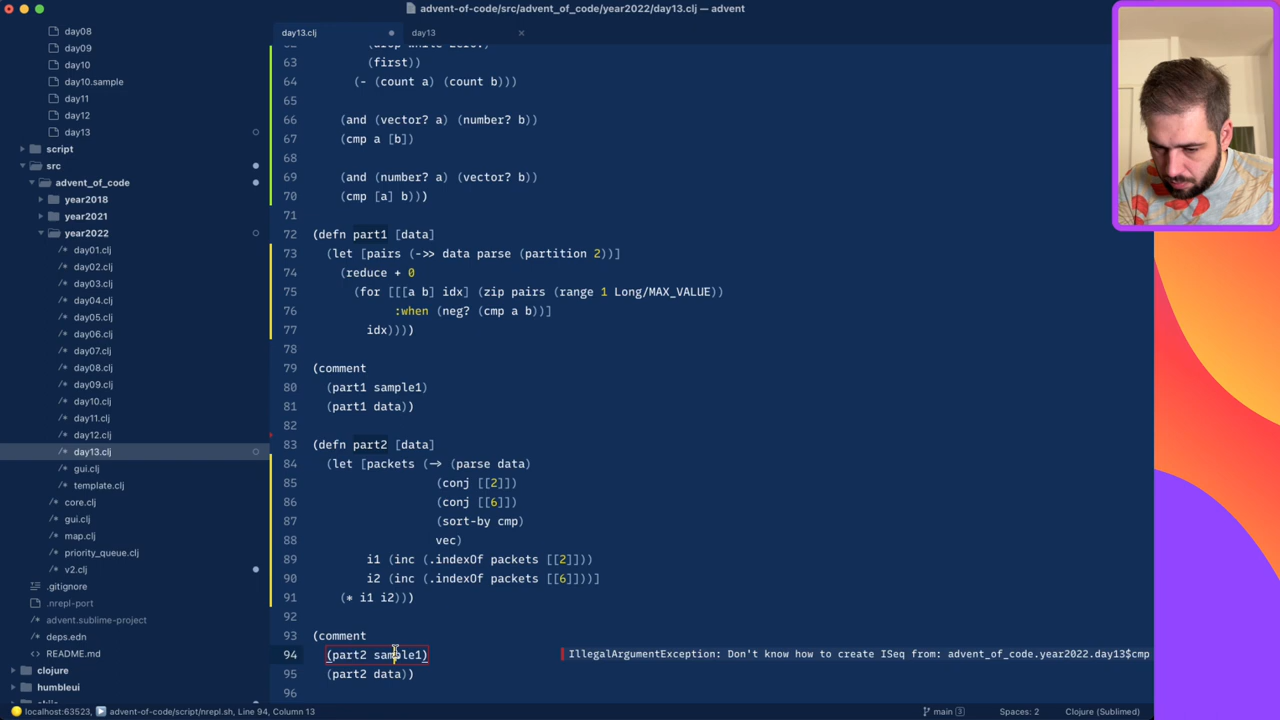 advent-of-code/src/advent_of_code/year2022/day13.clj — advent
day13.clj
day13
day08
day09
day10
day10.sample
day11
day12
day13
script
src
advent_of_code
year2018
year2021
year2022
day01.clj
day02.clj
day03.clj
day04.clj
day05.clj
day06.clj
day07.clj
day08.clj
day09.clj
day10.clj
day11.clj
day12.clj
day13.clj
gui.clj
template.clj
core.clj
gui.clj
map.clj
priority_queue.clj
v2.clj
.gitignore
.nrepl-port
advent.sublime-project
deps.edn
README.md
clojure
humbleui
62 (drop-while zero?)
63 (first))
64 (- (count a) (count b)))
65
66 (and (vector? a) (number? b))
67 (cmp a [b])
68
69 (and (number? a) (vector? b))
70 (cmp [a] b)))
71
72 (defn part1 [data]
73 (let [pairs (->> data parse (partition 2))]
74 (reduce + 0
75 (for [[[a b] idx] (zip pairs (range 1 Long/MAX_VALUE))
76 :when (neg? (cmp a b))]
77 idx))))
78
79 (comment
80 (part1 sample1)
81 (part1 data))
82
83 (defn part2 [data]
84 (let [packets (-> (parse data)
85 (conj [[2]])
86 (conj [[6]])
87 (sort-by cmp)
88 vec)
89 i1 (inc (.indexOf packets [[2]]))
90 i2 (inc (.indexOf packets [[6]]))]
91 (* i1 i2)))
92
93 (comment
94 (part2 sample1) IllegalArgumentException: Don't know how to create ISeq from: advent_of_code.year2022.day13$cmp
95 (part2 data))
96
localhost:63523, advent-of-code/script/nrepl.sh, Line 94, Column 13
main 3
Spaces: 2
Clojure (Sublimed)